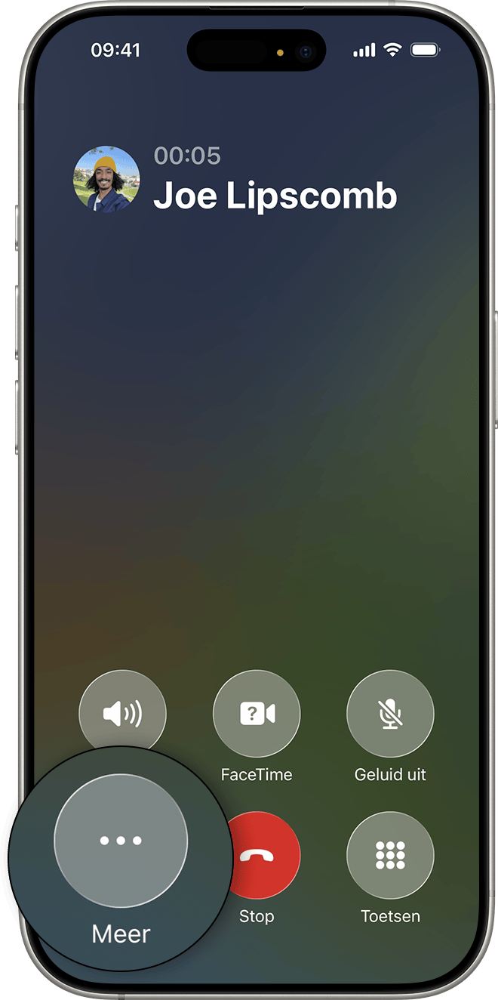 09:41
00:05
Joe Lipscomb
FaceTime
Geluid uit
Meer
Stop
Toetsen